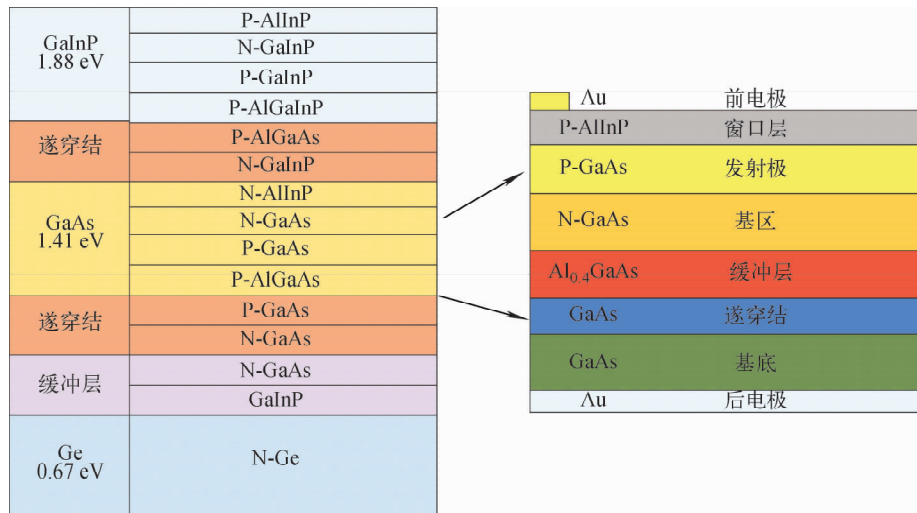 GaInP
1.88 eV
P-AlInP
N-GaInP
P-GaInP
P-AlGaInP
遂穿结
P-AlGaAs
N-GaInP
GaAs
1.41 eV
N-AlInP
N-GaAs
P-GaAs
P-AlGaAs
遂穿结
P-GaAs
N-GaAs
缓冲层
N-GaAs
GaInP
Ge
0.67 eV
N-Ge
Au 前电极
P-AlInP 窗口层
P-GaAs 发射极
N-GaAs 基区
Al0.4GaAs 缓冲层
GaAs 遂穿结
GaAs 基底
Au 后电极